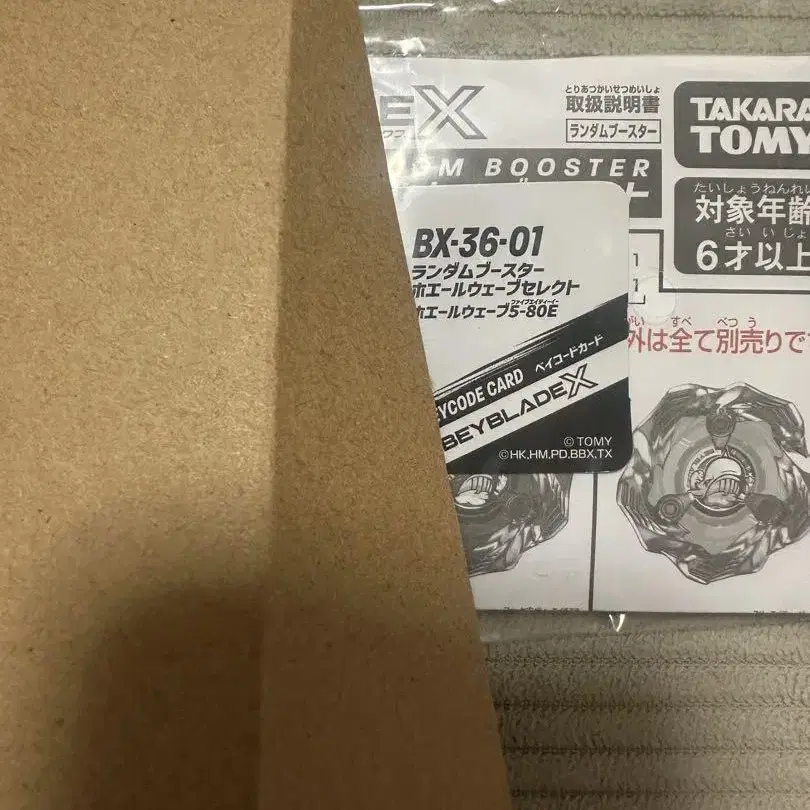 EX
とりあつかいせつめいしょ
取扱説明書
ランダムブースター
TAKARA
TOMY
OM BOOSTER
たいしょうねんれい
対象年齢
さいいじょ
6才以上
BX-36-01
ランダムブースター
ホエールウェーブセレクト
ファイブエイティーイー
ホエールウェーブ5-80E
すべ べつう
外は全て別売りで
EYCODE CARD ベイコードカード
BEYBLADE X
© TOMY
©HK,HM,PD,BBX,TX